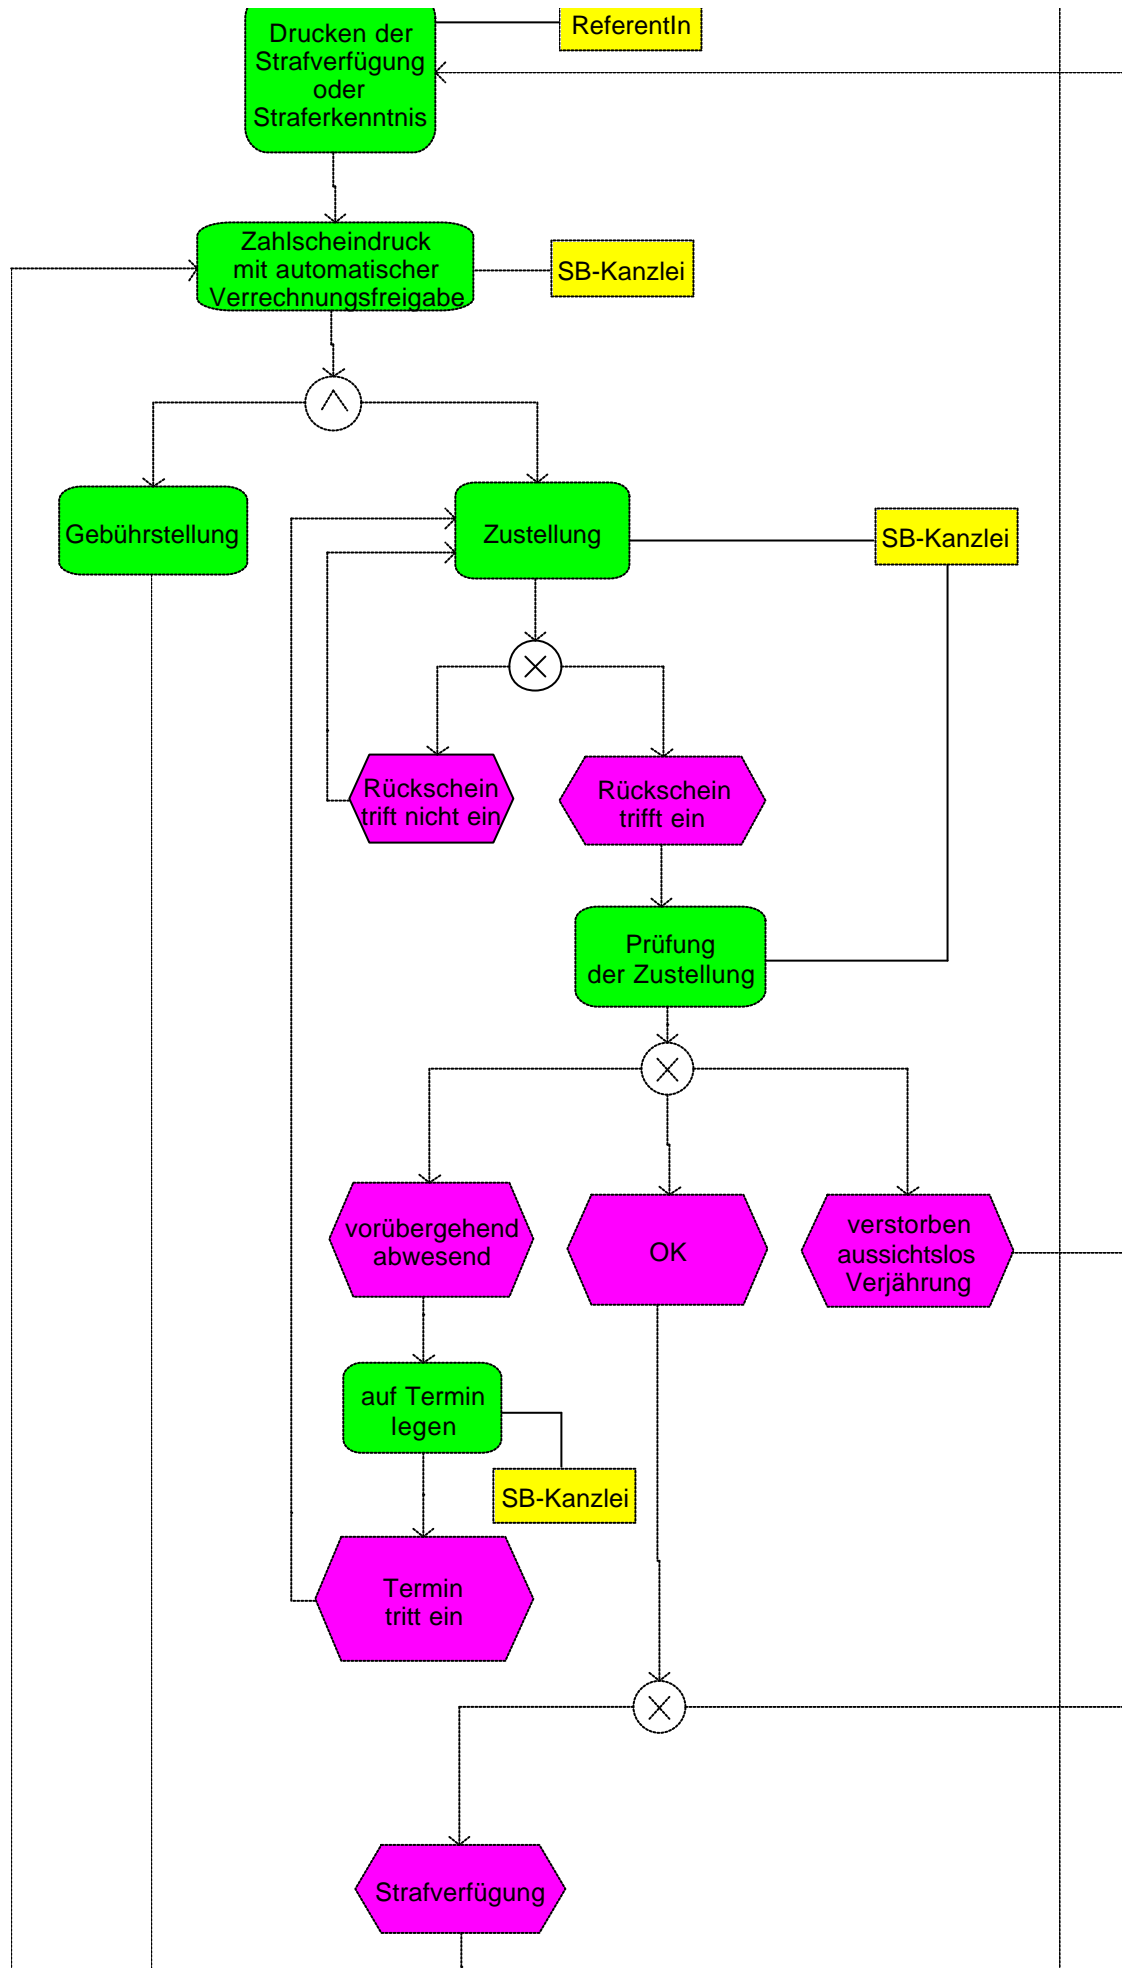 Drucken der
Strafverfügung
oder
Straferkenntnis
ReferentIn
Zahlscheindruck
mit automatischer
Verrechnungsfreigabe
SB-Kanzlei
Gebührstellung
Zustellung
SB-Kanzlei
Rückschein
trift nicht ein
Rückschein
trifft ein
Prüfung
der Zustellung
vorübergehend
abwesend
OK
verstorben
aussichtslos
Verjährung
auf Termin
legen
SB-Kanzlei
Termin
tritt ein
Strafverfügung